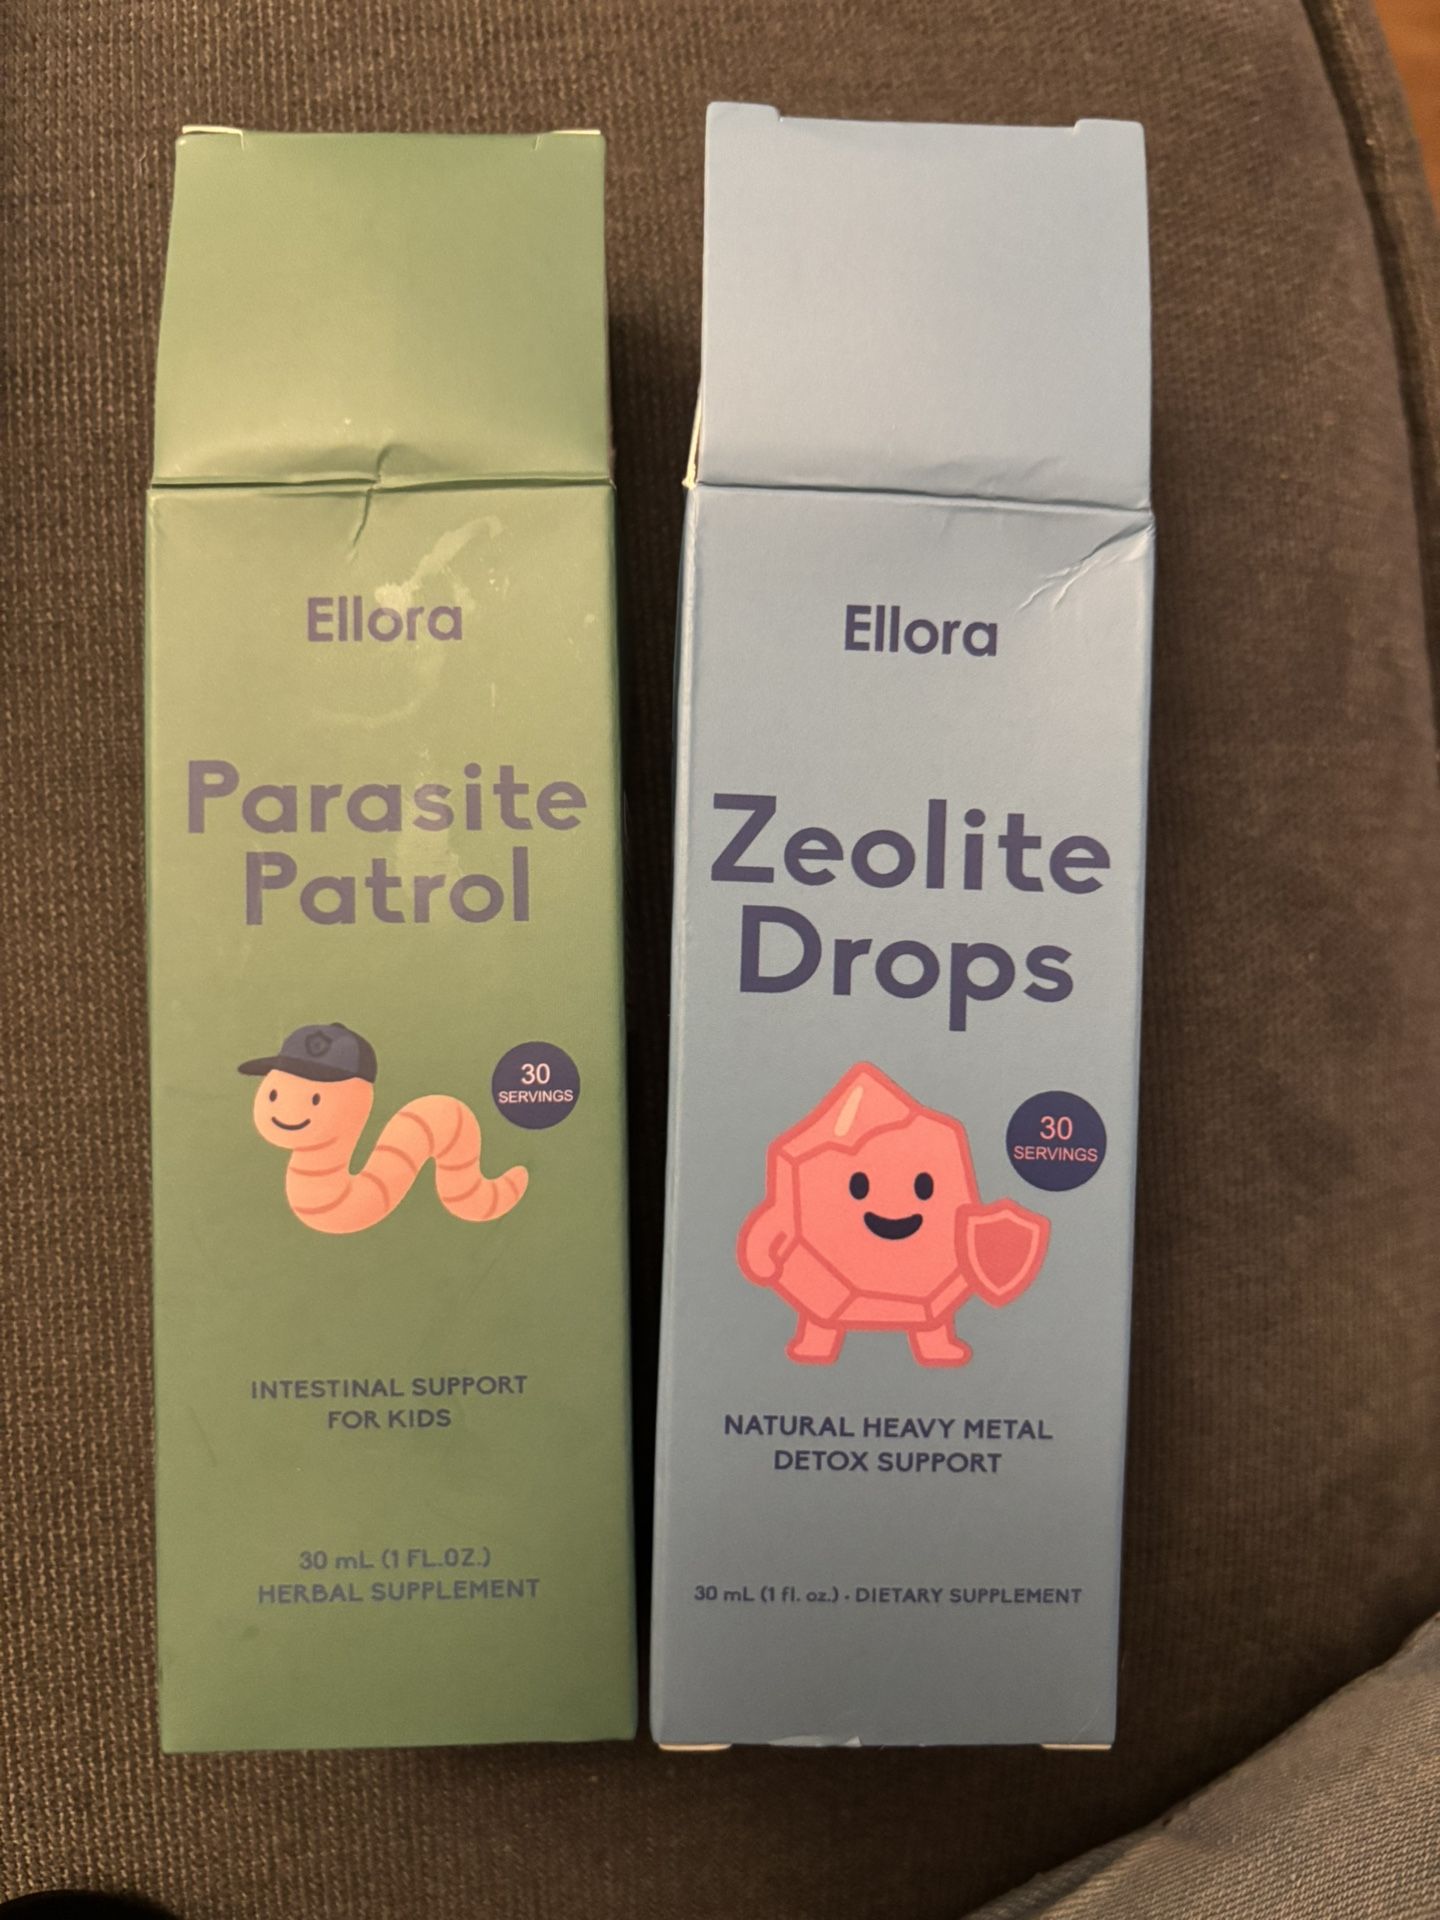 Ellora
Parasite
Patrol
30
SERVINGS
INTESTINAL SUPPORT
FOR KIDS
30 mL (1 FL.OZ.)
HERBAL SUPPLEMENT
Ellora
Zeolite
Drops
30
SERVINGS
NATURAL HEAVY METAL
DETOX SUPPORT
30 mL (1 fl. oz.) · DIETARY SUPPLEMENT